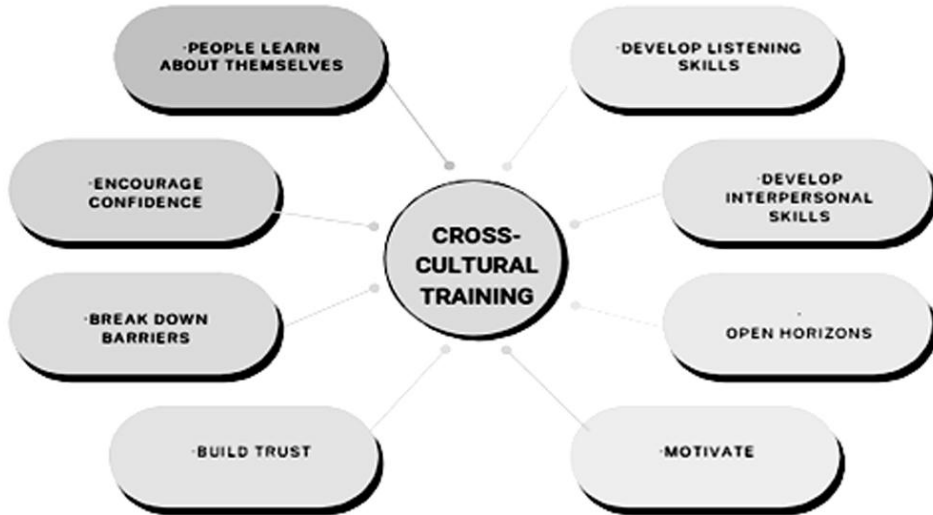 ·PEOPLE LEARN
ABOUT THEMSELVES
·DEVELOP LISTENING
SKILLS
·ENCOURAGE
CONFIDENCE
·DEVELOP
INTERPERSONAL
SKILLS
CROSS-
CULTURAL
TRAINING
·BREAK DOWN
BARRIERS
·
OPEN HORIZONS
·BUILD TRUST
·MOTIVATE